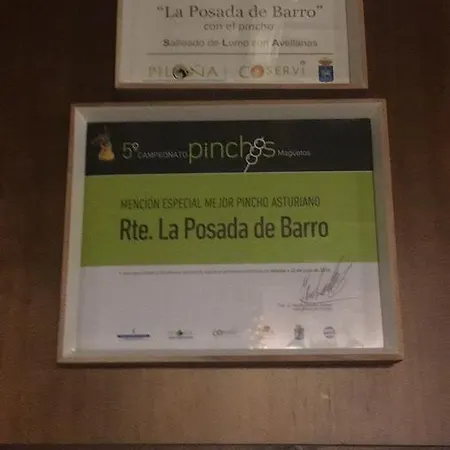 "La Posada de Barro"
con el pincho
Salteado de Lomo con Avellanas
PILOÑA COSERVI
5º CAMPEONATO pinchos Magüetos
MENCIÓN ESPECIAL MEJOR PINCHO ASTURIANO
Rte. La Posada de Barro